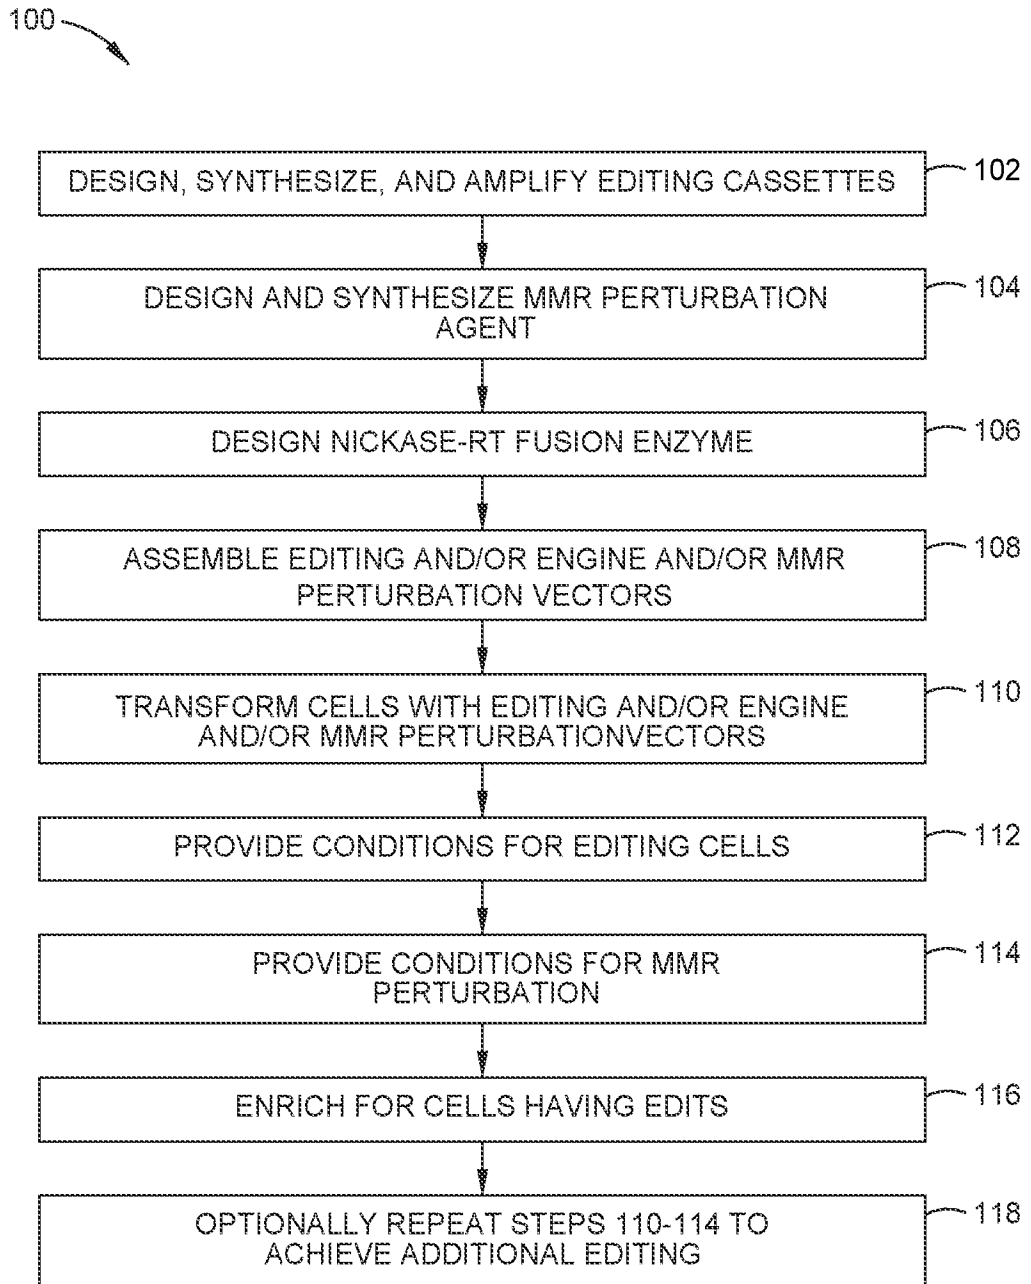 100
DESIGN, SYNTHESIZE, AND AMPLIFY EDITING CASSETTES
102
DESIGN AND SYNTHESIZE MMR PERTURBATION
AGENT
104
DESIGN NICKASE-RT FUSION ENZYME
106
ASSEMBLE EDITING AND/OR ENGINE AND/OR MMR
PERTURBATION VECTORS
108
TRANSFORM CELLS WITH EDITING AND/OR ENGINE
AND/OR MMR PERTURBATIONVECTORS
110
PROVIDE CONDITIONS FOR EDITING CELLS
112
PROVIDE CONDITIONS FOR MMR
PERTURBATION
114
ENRICH FOR CELLS HAVING EDITS
116
OPTIONALLY REPEAT STEPS 110-114 TO
ACHIEVE ADDITIONAL EDITING
118